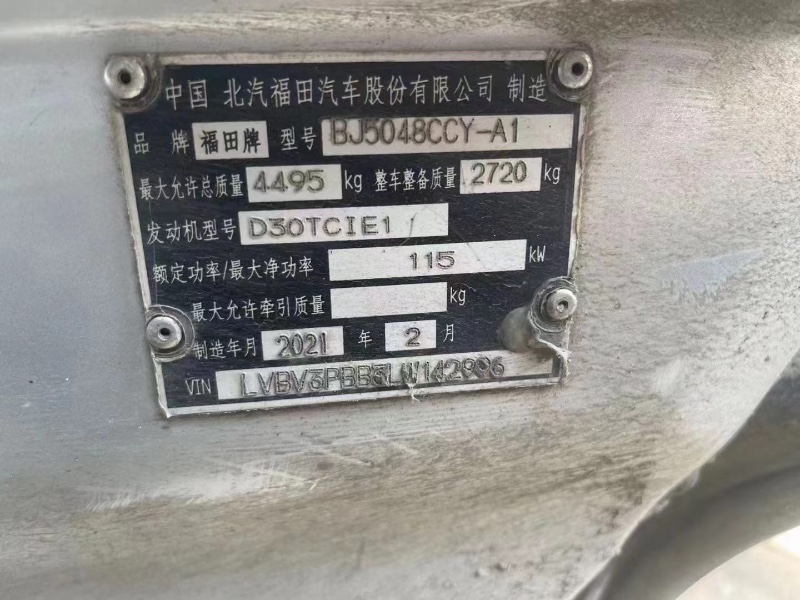 中国 北汽福田汽车股份有限公司 制造
品 牌 福田牌 型号 BJ5048CCY-A1
最大允许总质量 4495 kg 整车整备质量 2720 kg
发动机型号 D30TCIE1
额定功率/最大净功率 115 kW
最大允许牵引质量 kg
制造年月 2021 年 2 月
VIN LVBV3PBB3LW142996